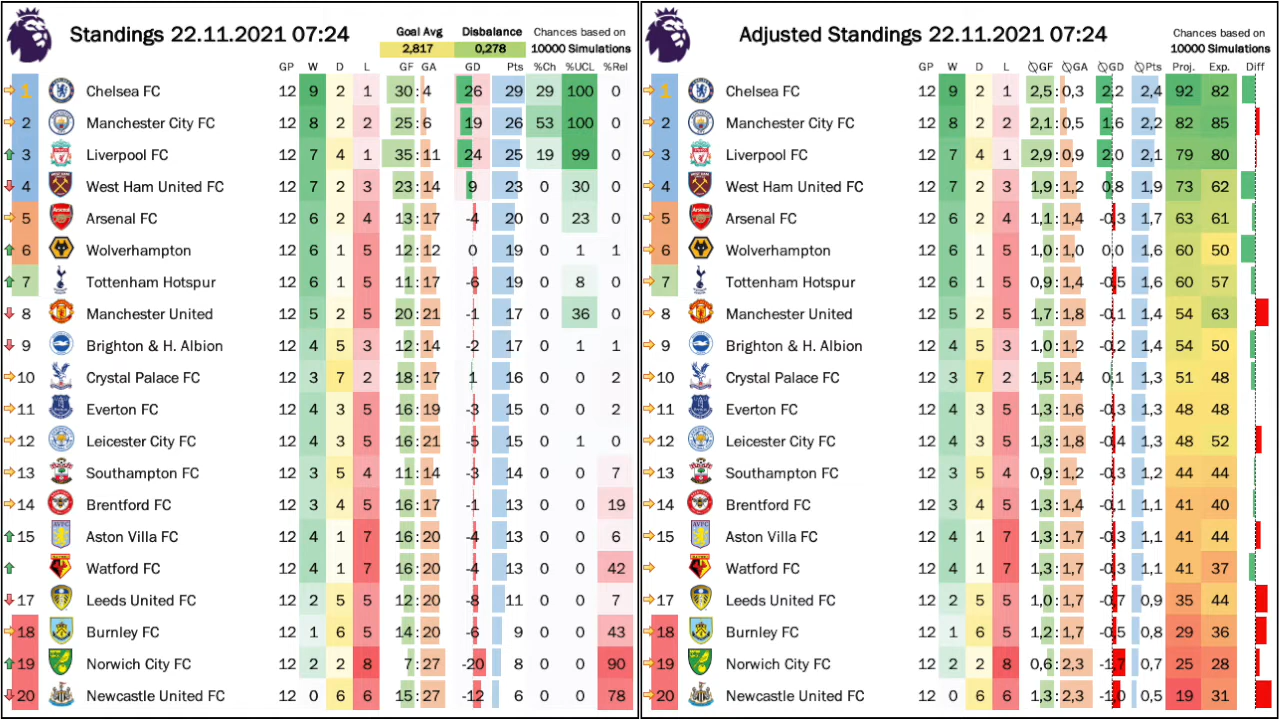 Standings 22.11.2021 07:24
Goal Avg Disbalance Chances based on
2,817 0,278 10000 Simulations
GP W D L GF GA GD Pts %Ch %UCL %Rel
1 Chelsea FC 12 9 2 1 30 : 4 26 29 29 100 0
2 Manchester City FC 12 8 2 2 25 : 6 19 26 53 100 0
3 Liverpool FC 12 7 4 1 35 : 11 24 25 19 99 0
4 West Ham United FC 12 7 2 3 23 : 14 9 23 0 30 0
5 Arsenal FC 12 6 2 4 13 : 17 -4 20 0 23 0
6 Wolverhampton 12 6 1 5 12 : 12 0 19 0 1 1
7 Tottenham Hotspur 12 6 1 5 11 : 17 -6 19 0 8 0
8 Manchester United 12 5 2 5 20 : 21 -1 17 0 36 0
9 Brighton & H. Albion 12 4 5 3 12 : 14 -2 17 0 1 1
10 Crystal Palace FC 12 3 7 2 18 : 17 1 16 0 0 2
11 Everton FC 12 4 3 5 16 : 19 -3 15 0 0 2
12 Leicester City FC 12 4 3 5 16 : 21 -5 15 0 1 0
13 Southampton FC 12 3 5 4 11 : 14 -3 14 0 0 7
14 Brentford FC 12 3 4 5 16 : 17 -1 13 0 0 19
15 Aston Villa FC 12 4 1 7 16 : 20 -4 13 0 0 6
Watford FC 12 4 1 7 16 : 20 -4 13 0 0 42
17 Leeds United FC 12 2 5 5 12 : 20 -8 11 0 0 7
18 Burnley FC 12 1 6 5 14 : 20 -6 9 0 0 43
19 Norwich City FC 12 2 2 8 7 : 27 -20 8 0 0 90
20 Newcastle United FC 12 0 6 6 15 : 27 -12 6 0 0 78
Adjusted Standings 22.11.2021 07:24
Chances based on
10000 Simulations
GP W D L ∅GF ∅GA ∅GD ∅Pts Proj. Exp. Diff
1 Chelsea FC 12 9 2 1 2,5 : 0,3 2,2 2,4 92 82
2 Manchester City FC 12 8 2 2 2,1 : 0,5 1,6 2,2 82 85
3 Liverpool FC 12 7 4 1 2,9 : 0,9 2,0 2,1 79 80
4 West Ham United FC 12 7 2 3 1,9 : 1,2 0,8 1,9 73 62
5 Arsenal FC 12 6 2 4 1,1 : 1,4 -0,3 1,7 63 61
6 Wolverhampton 12 6 1 5 1,0 : 1,0 0,0 1,6 60 50
7 Tottenham Hotspur 12 6 1 5 0,9 : 1,4 -0,5 1,6 60 57
8 Manchester United 12 5 2 5 1,7 : 1,8 -0,1 1,4 54 63
9 Brighton & H. Albion 12 4 5 3 1,0 : 1,2 -0,2 1,4 54 50
10 Crystal Palace FC 12 3 7 2 1,5 : 1,4 0,1 1,3 51 48
11 Everton FC 12 4 3 5 1,3 : 1,6 -0,3 1,3 48 48
12 Leicester City FC 12 4 3 5 1,3 : 1,8 -0,4 1,3 48 52
13 Southampton FC 12 3 5 4 0,9 : 1,2 -0,3 1,2 44 44
14 Brentford FC 12 3 4 5 1,3 : 1,4 -0,1 1,1 41 40
15 Aston Villa FC 12 4 1 7 1,3 : 1,7 -0,3 1,1 41 44
Watford FC 12 4 1 7 1,3 : 1,7 -0,3 1,1 41 37
17 Leeds United FC 12 2 5 5 1,0 : 1,7 -0,7 0,9 35 44
18 Burnley FC 12 1 6 5 1,2 : 1,7 -0,5 0,8 29 36
19 Norwich City FC 12 2 2 8 0,6 : 2,3 -1,7 0,7 25 28
20 Newcastle United FC 12 0 6 6 1,3 : 2,3 -1,0 0,5 19 31